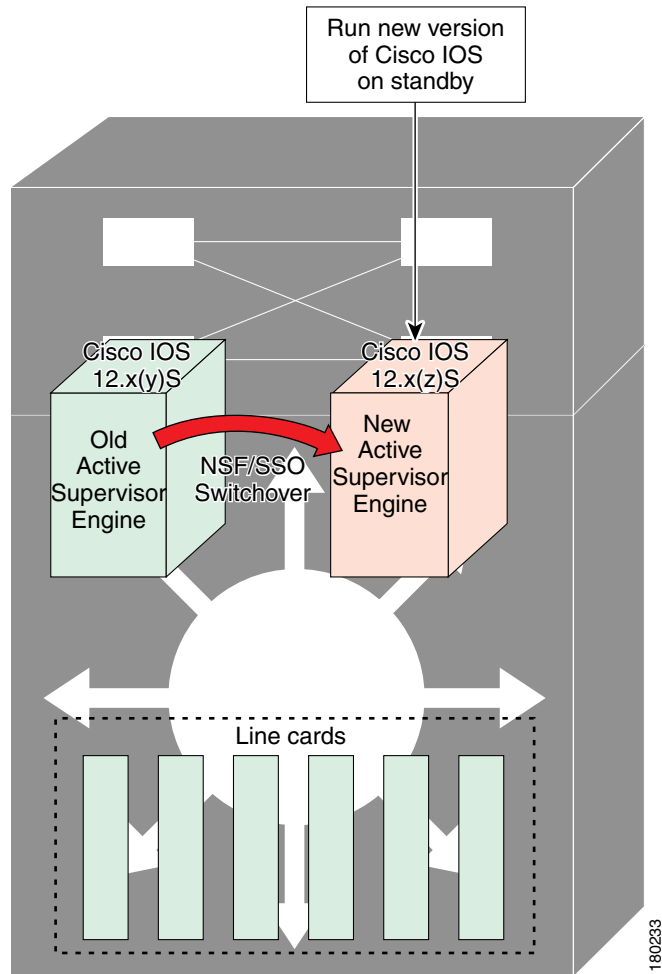 Run new version
of Cisco IOS
on standby
Cisco IOS
12.x(y)S
Cisco IOS
12.x(z)S
Old
Active
Supervisor
Engine
NSF/SSO
Switchover
New
Active
Supervisor
Engine
Line cards
180233